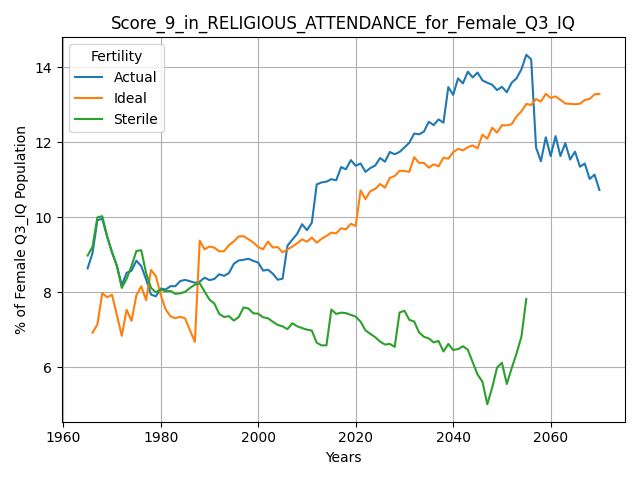 Score_9_in_RELIGIOUS_ATTENDANCE_for_Female_Q3_IQ
Fertility
Actual
Ideal
Sterile
% of Female Q3_IQ Population
14
12
10
8
6
1960
1980
2000
2020
2040
2060
Years